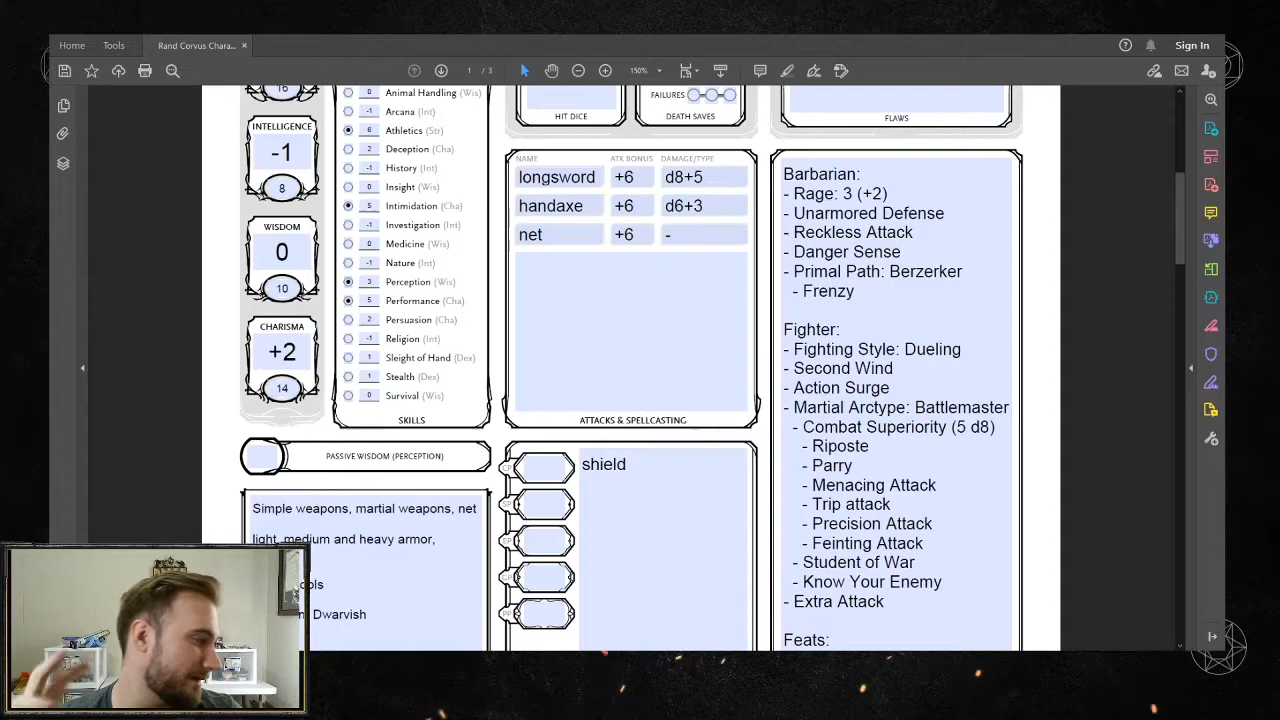 Home Tools Rand Corvus Chara... × Sign In
1 / 3 150%
16
INTELLIGENCE
-1
8
WISDOM
0
10
CHARISMA
+2
14
0 Animal Handling (Wis)
-1 Arcana (Int)
6 Athletics (Str)
2 Deception (Cha)
-1 History (Int)
0 Insight (Wis)
5 Intimidation (Cha)
-1 Investigation (Int)
0 Medicine (Wis)
-1 Nature (Int)
3 Perception (Wis)
5 Performance (Cha)
2 Persuasion (Cha)
-1 Religion (Int)
1 Sleight of Hand (Dex)
1 Stealth (Dex)
0 Survival (Wis)
SKILLS
PASSIVE WISDOM (PERCEPTION)
Simple weapons, martial weapons, net
light, medium and heavy armor,
Dwarvish
HIT DICE
FAILURES
DEATH SAVES
NAME ATK BONUS DAMAGE/TYPE
longsword +6 d8+5
handaxe +6 d6+3
net +6 -
ATTACKS & SPELLCASTING
CP
SP
EP
GP
PP
shield
FLAWS
Barbarian:
- Rage: 3 (+2)
- Unarmored Defense
- Reckless Attack
- Danger Sense
- Primal Path: Berzerker
- Frenzy
Fighter:
- Fighting Style: Dueling
- Second Wind
- Action Surge
- Martial Arctype: Battlemaster
- Combat Superiority (5 d8)
- Riposte
- Parry
- Menacing Attack
- Trip attack
- Precision Attack
- Feinting Attack
- Student of War
- Know Your Enemy
- Extra Attack
Feats: